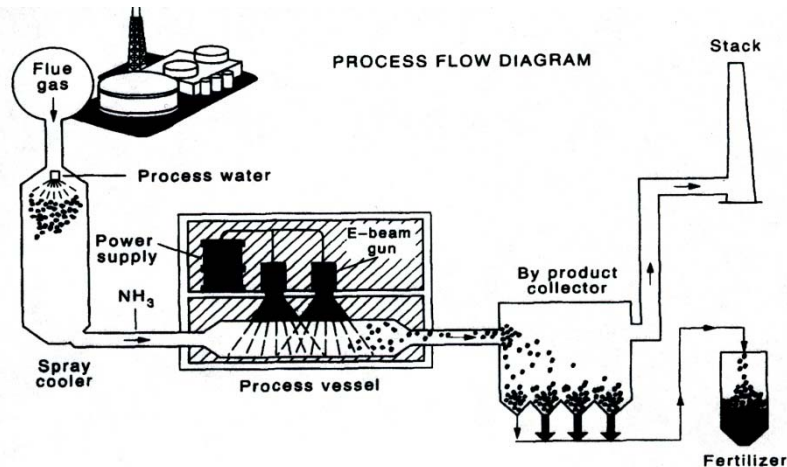 PROCESS FLOW DIAGRAM
Stack
Flue
gas
Process water
Power
supply
E-beam
gun
By product
collector
NH₃
Spray
cooler
Process vessel
Fertilizer